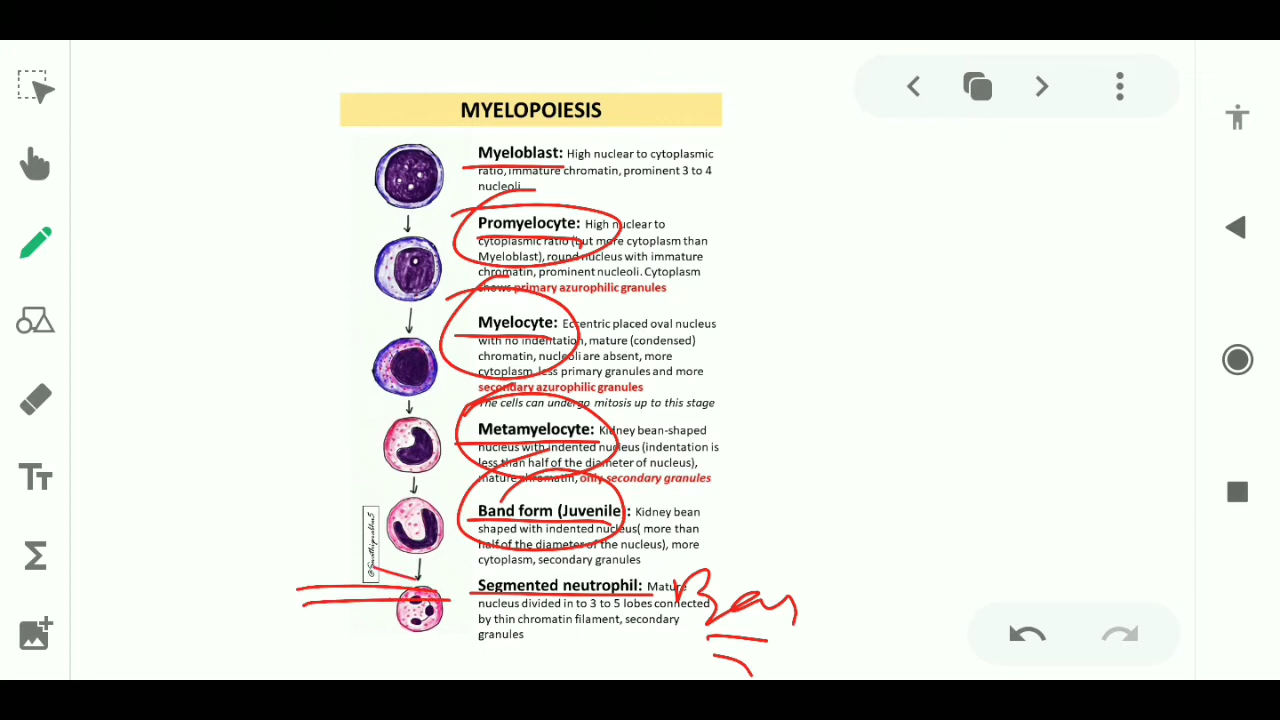 MYELOPOIESIS
Myeloblast: High nuclear to cytoplasmic
ratio, immature chromatin, prominent 3 to 4
nucleoli
Promyelocyte: High nuclear to
cytoplasmic ratio (but more cytoplasm than
Myeloblast), round nucleus with immature
chromatin, prominent nucleoli. Cytoplasm
shows primary azurophilic granules
Myelocyte: Eccentric placed oval nucleus
with no indentation, mature (condensed)
chromatin, nucleoli are absent, more
cytoplasm, less primary granules and more
secondary azurophilic granules
The cells can undergo mitosis up to this stage
Metamyelocyte: Kidney bean-shaped
nucleus with indented nucleus (indentation is
less than half of the diameter of nucleus),
mature chromatin, only secondary granules
Band form (Juvenile): Kidney bean
shaped with indented nucleus( more than
half of the diameter of the nucleus), more
cytoplasm, secondary granules
Segmented neutrophil: Mature
nucleus divided in to 3 to 5 lobes connected
by thin chromatin filament, secondary
granules
Tт
Σ